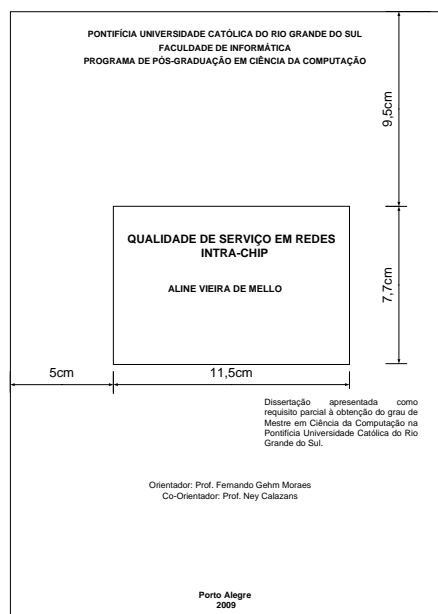 PONTIFÍCIA UNIVERSIDADE CATÓLICA DO RIO GRANDE DO SUL
FACULDADE DE INFORMÁTICA
PROGRAMA DE PÓS-GRADUAÇÃO EM CIÊNCIA DA COMPUTAÇÃO
9,5cm
QUALIDADE DE SERVIÇO EM REDES
INTRA-CHIP
ALINE VIEIRA DE MELLO
7,7cm
5cm
11,5cm
Dissertação apresentada como
requisito parcial à obtenção do grau de
Mestre em Ciência da Computação na
Pontifícia Universidade Católica do Rio
Grande do Sul.
Orientador: Prof. Fernando Gehm Moraes
Co-Orientador: Prof. Ney Calazans
Porto Alegre
2009